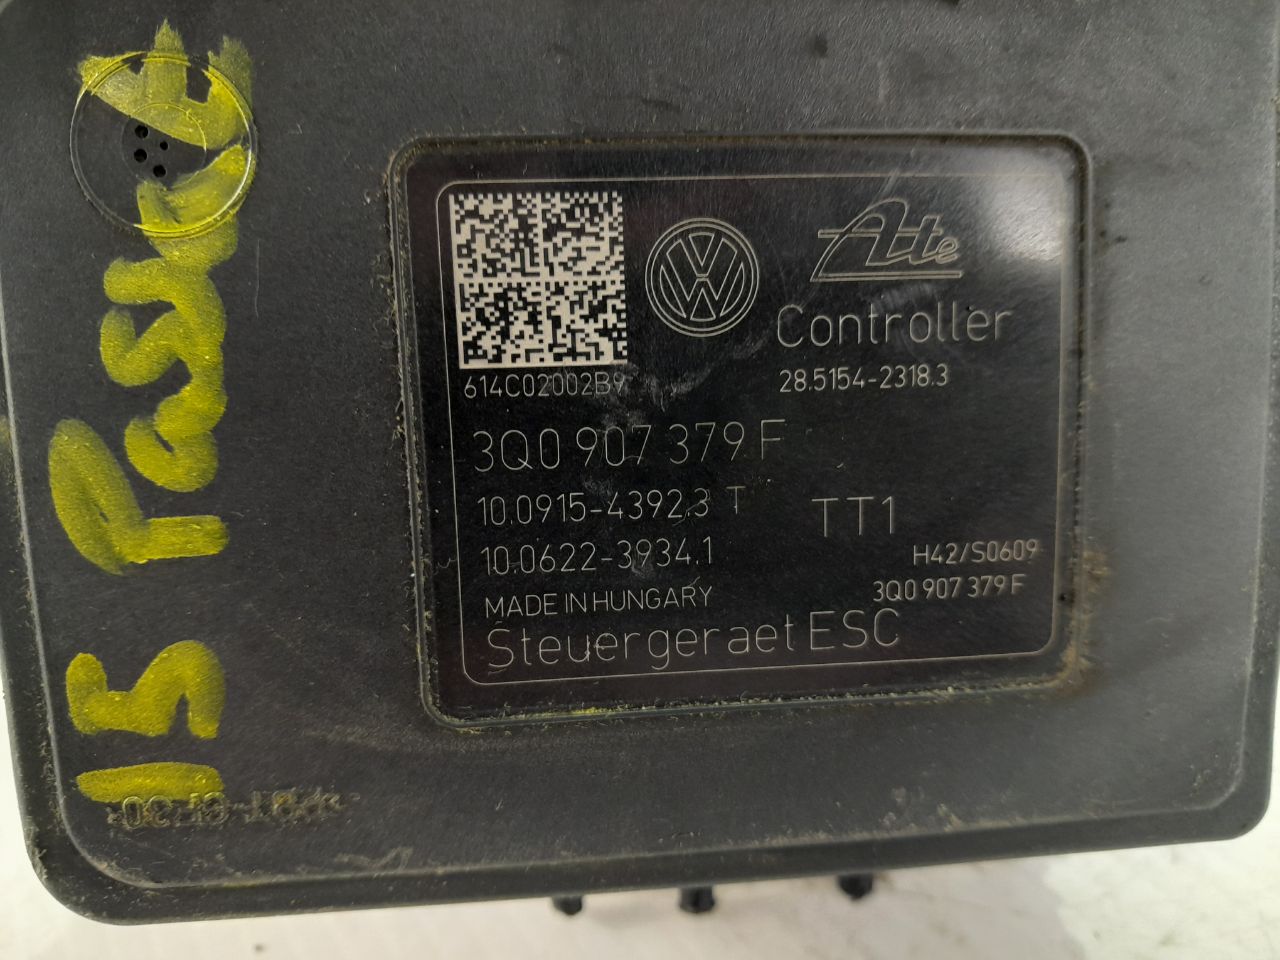 Ate
Controller
614C02002B9
28.5154-2318.3
3Q0 907 379 F
10.0915-4392.3 T
TT1
10.0622-3934.1
H42/S0609
MADE IN HUNGARY
3Q0 907 379 F
Steuergeraet ESC
15